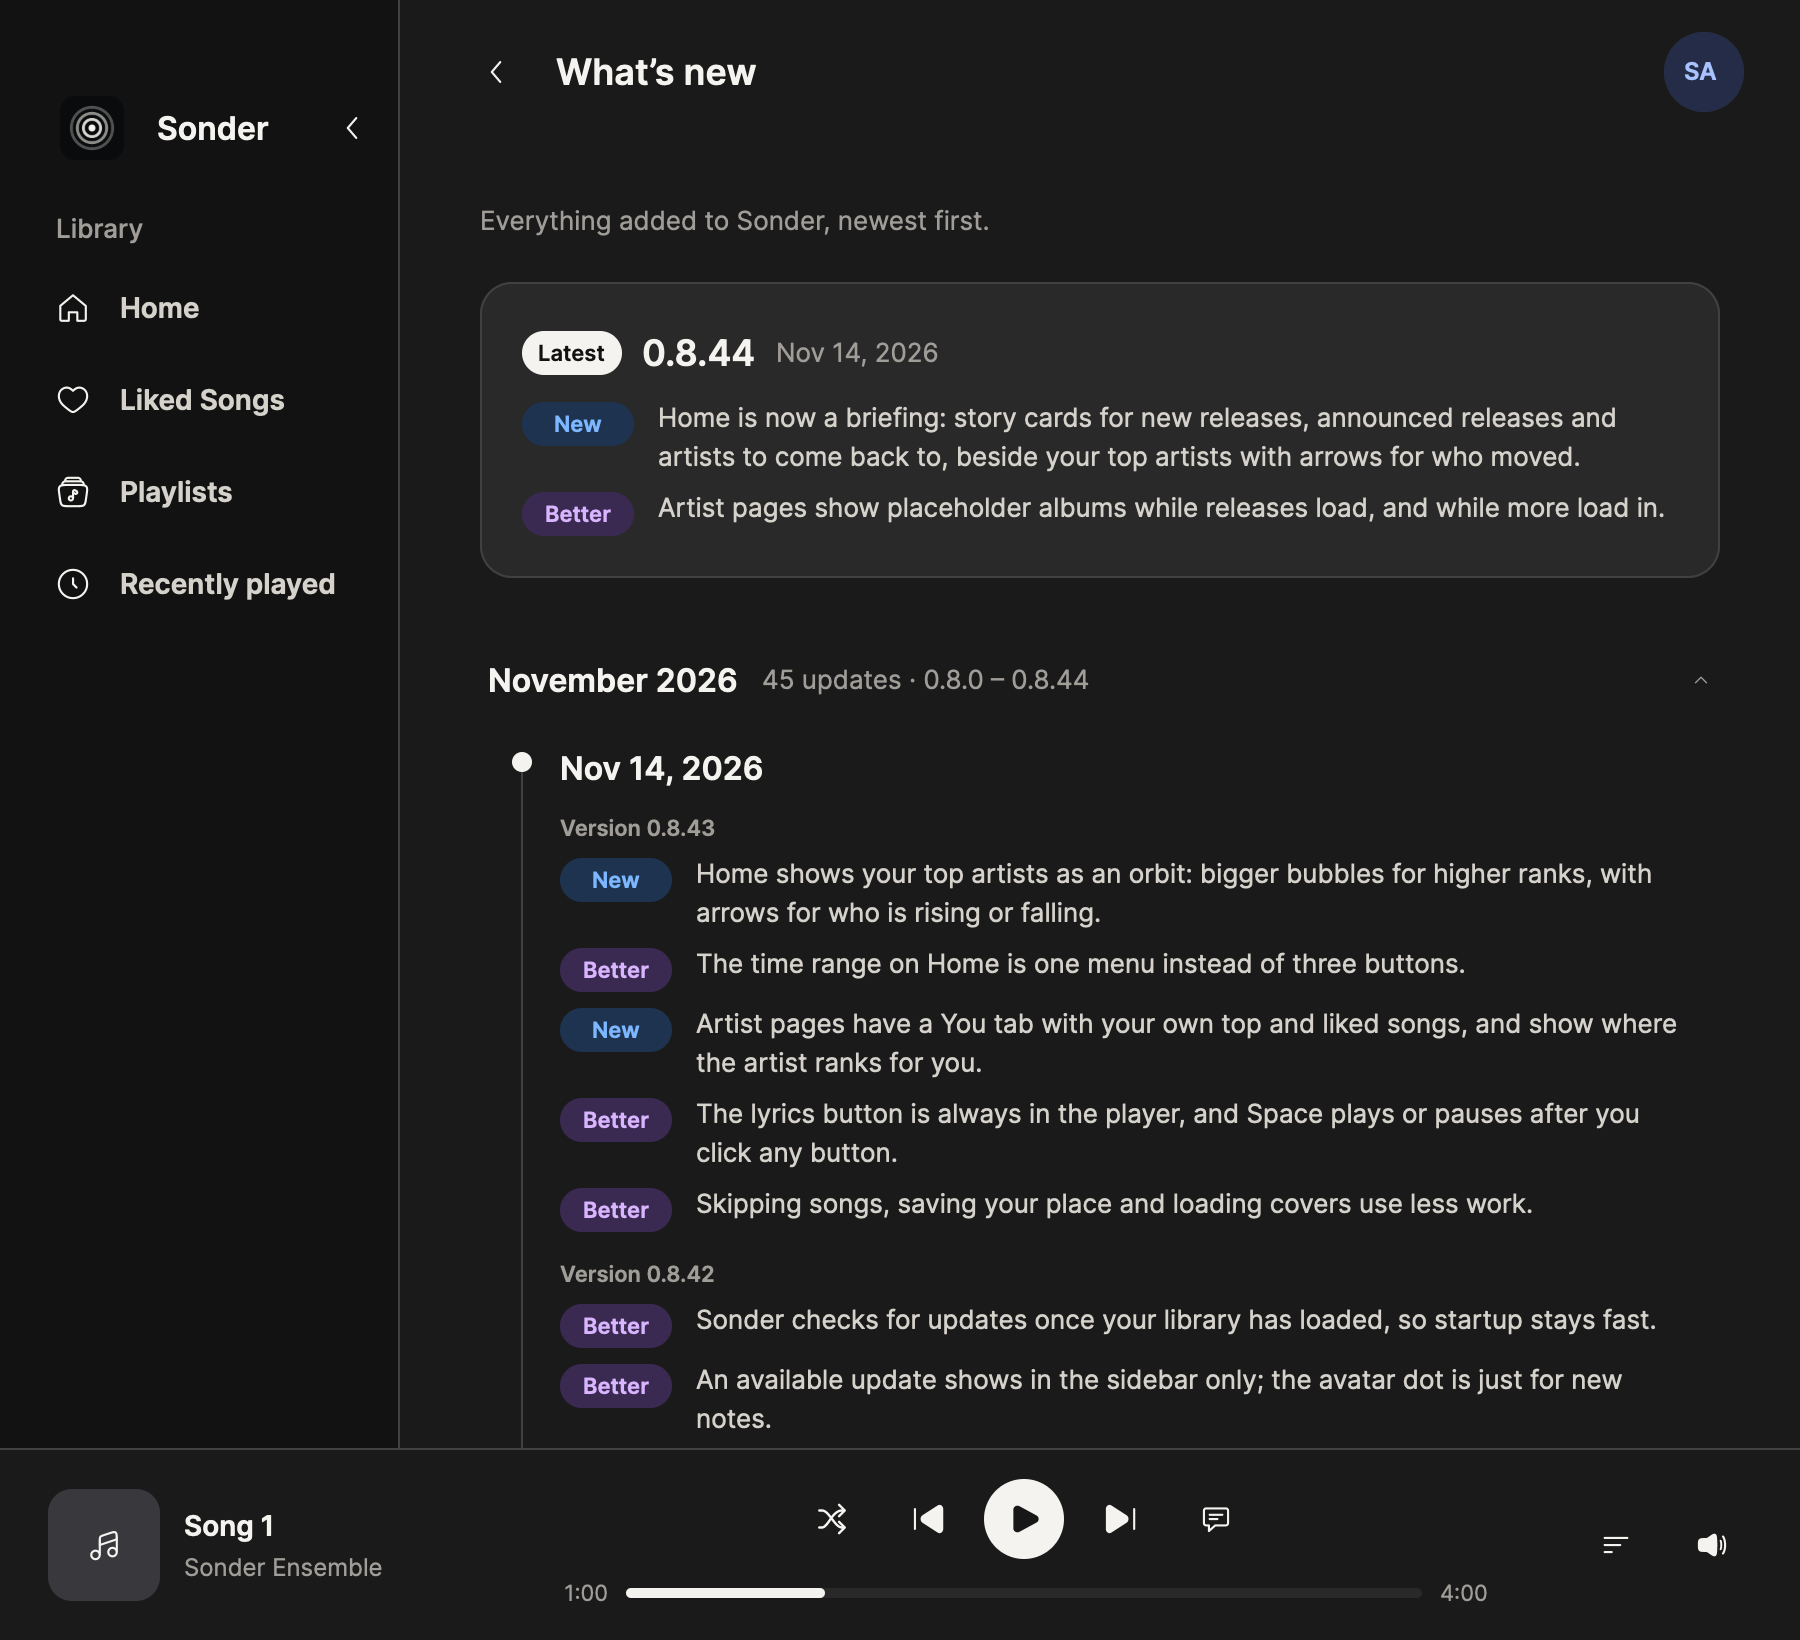 Sonder
Library
Home
Liked Songs
Playlists
Recently played
What’s new
SA
Everything added to Sonder, newest first.
Latest 0.8.44 Nov 14, 2026
New Home is now a briefing: story cards for new releases, announced releases and
artists to come back to, beside your top artists with arrows for who moved.
Better Artist pages show placeholder albums while releases load, and while more load in.
November 2026 45 updates · 0.8.0 – 0.8.44
Nov 14, 2026
Version 0.8.43
New Home shows your top artists as an orbit: bigger bubbles for higher ranks, with
arrows for who is rising or falling.
Better The time range on Home is one menu instead of three buttons.
New Artist pages have a You tab with your own top and liked songs, and show where
the artist ranks for you.
Better The lyrics button is always in the player, and Space plays or pauses after you
click any button.
Better Skipping songs, saving your place and loading covers use less work.
Version 0.8.42
Better Sonder checks for updates once your library has loaded, so startup stays fast.
Better An available update shows in the sidebar only; the avatar dot is just for new
notes.
Song 1
Sonder Ensemble
1:00 4:00